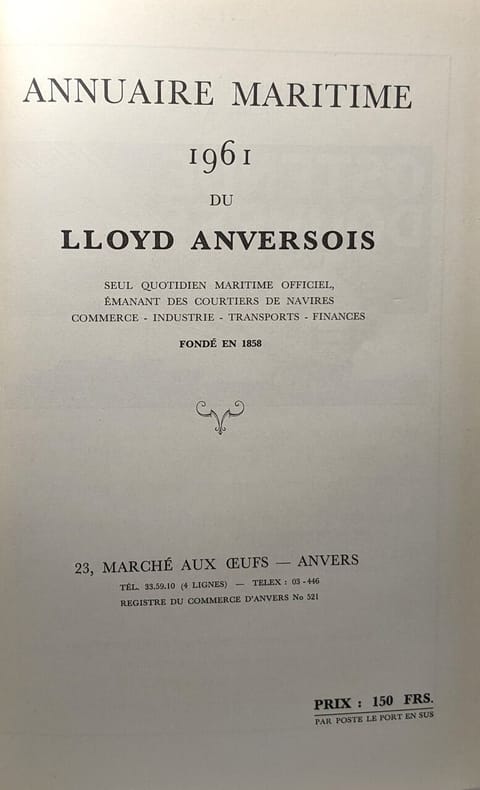 ANNUAIRE MARITIME
1961
DU
LLOYD ANVERSOIS
SEUL QUOTIDIEN MARITIME OFFICIEL,
ÉMANANT DES COURTIERS DE NAVIRES
COMMERCE - INDUSTRIE - TRANSPORTS - FINANCES
FONDÉ EN 1858
23, MARCHÉ AUX ŒUFS — ANVERS
TÉL. 33.59.10 (4 LIGNES) — TELEX : 03-446
REGISTRE DU COMMERCE D'ANVERS No 521
PRIX : 150 FRS.
PAR POSTE LE PORT EN SUS